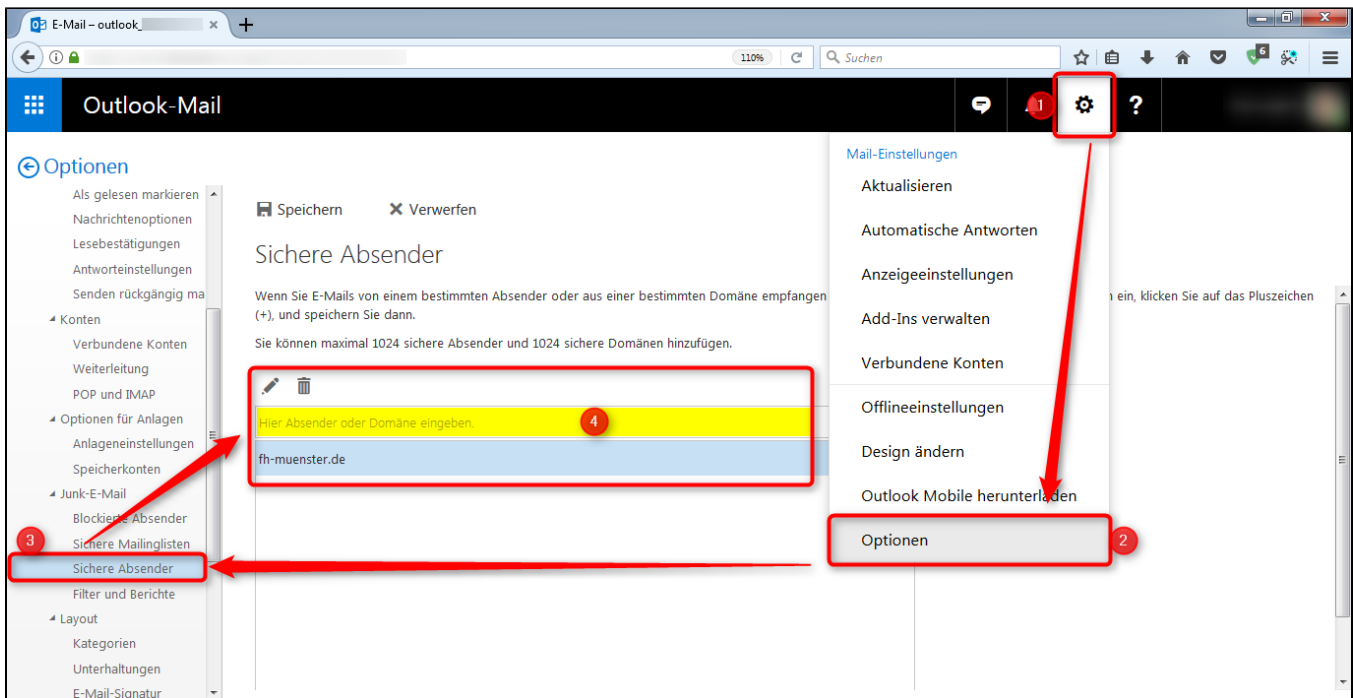 E-Mail – outlook_
110%
Suchen
6
Outlook-Mail
1
?
Optionen
Als gelesen markieren
Nachrichtenoptionen
Lesebestätigungen
Antworteinstellungen
Senden rückgängig ma
Konten
Verbundene Konten
Weiterleitung
POP und IMAP
Optionen für Anlagen
Anlageneinstellungen
Speicherkonten
Junk-E-Mail
Blockierte Absender
3
Sichere Mailinglisten
Sichere Absender
Filter und Berichte
Layout
Kategorien
Unterhaltungen
E-Mail-Signatur
Speichern
Verwerfen
Sichere Absender
Wenn Sie E-Mails von einem bestimmten Absender oder aus einer bestimmten Domäne empfangen n ein, klicken Sie auf das Pluszeichen
(+), und speichern Sie dann.
Sie können maximal 1024 sichere Absender und 1024 sichere Domänen hinzufügen.
Hier Absender oder Domäne eingeben.
4
fh-muenster.de
Mail-Einstellungen
Aktualisieren
Automatische Antworten
Anzeigeeinstellungen
Add-Ins verwalten
Verbundene Konten
Offlineeinstellungen
Design ändern
Outlook Mobile herunterladen
Optionen
2